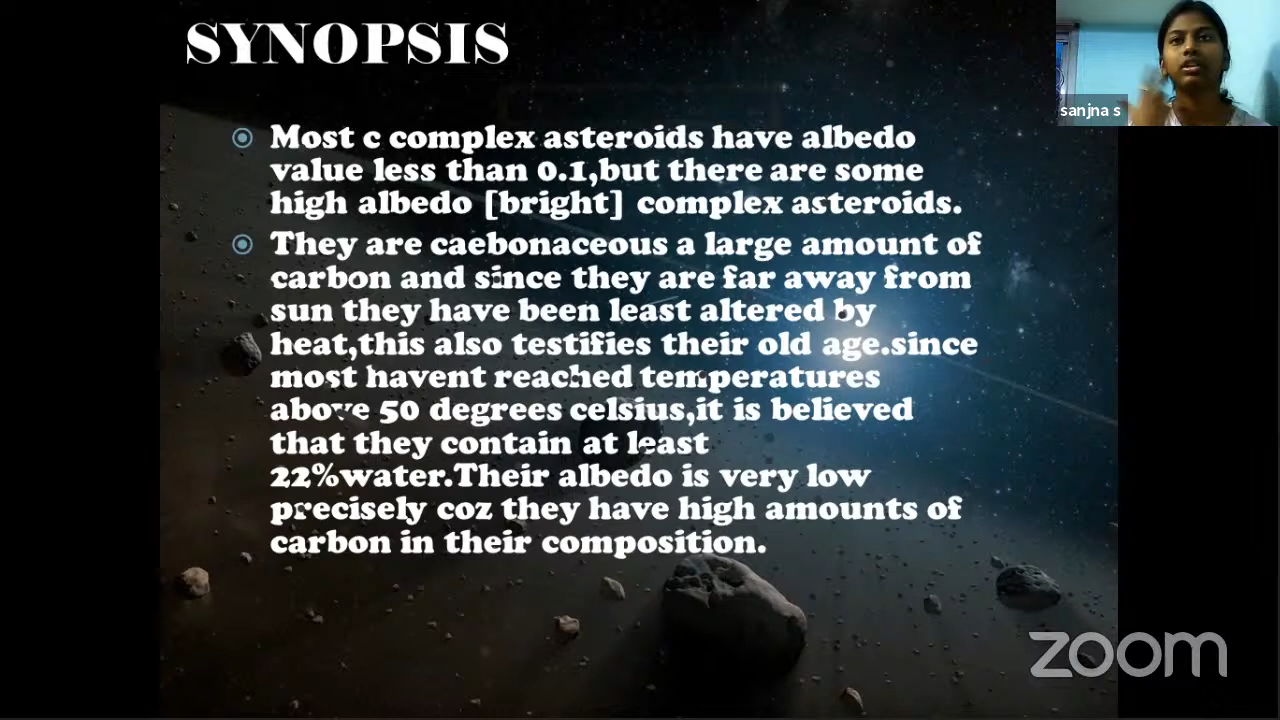 SYNOPSIS
sanjna s
Most c complex asteroids have albedo
value less than 0.1,but there are some
high albedo [bright] complex asteroids.
They are caebonaceous a large amount of
carbon and since they are far away from
sun they have been least altered by
heat,this also testifies their old age.since
most havent reached temperatures
above 50 degrees celsius,it is believed
that they contain at least
22%water.Their albedo is very low
precisely coz they have high amounts of
carbon in their composition.
zoom